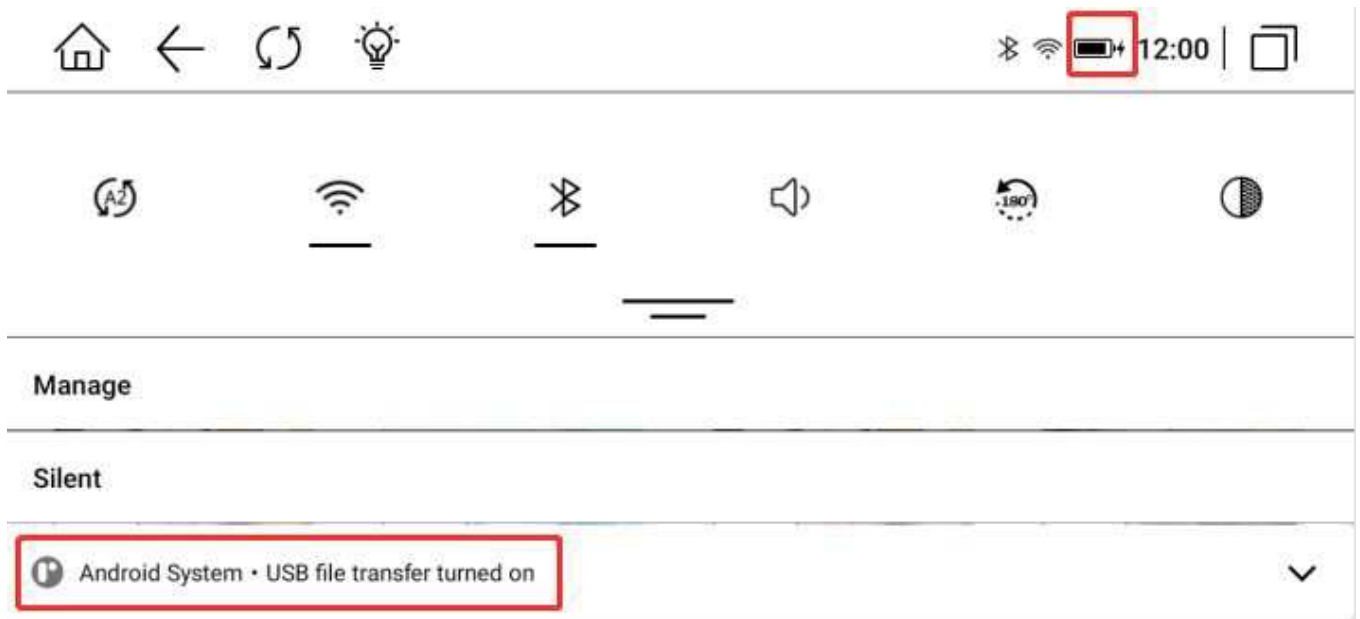 12:00
A2
180°
Manage
Silent
Android System • USB file transfer turned on